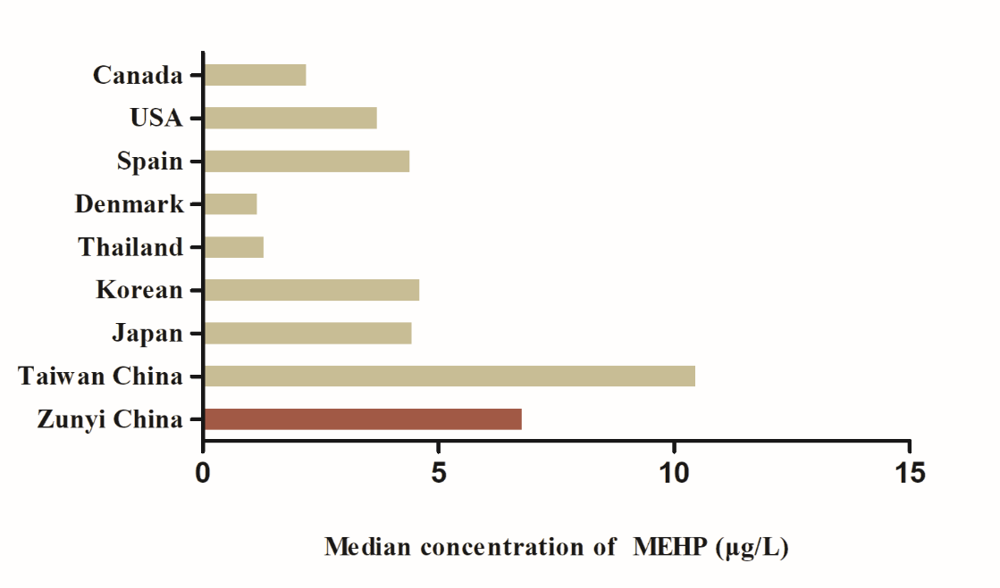 Canada
USA
Spain
Denmark
Thailand
Korean
Japan
Taiwan China
Zunyi China
0 5 10 15
Median concentration of MEHP (μg/L)